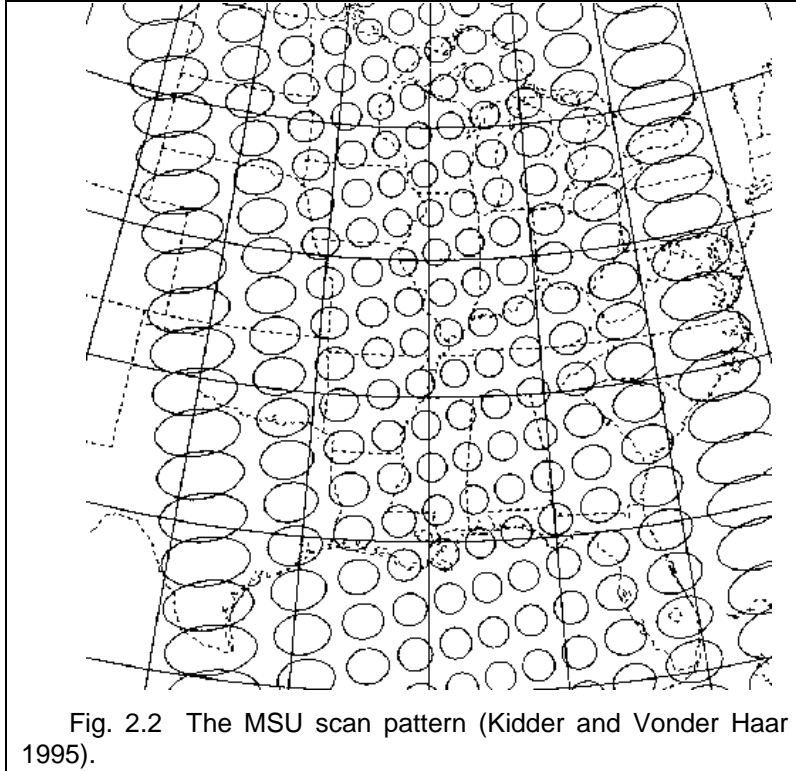 Fig. 2.2 The MSU scan pattern (Kidder and Vonder Haar
1995).